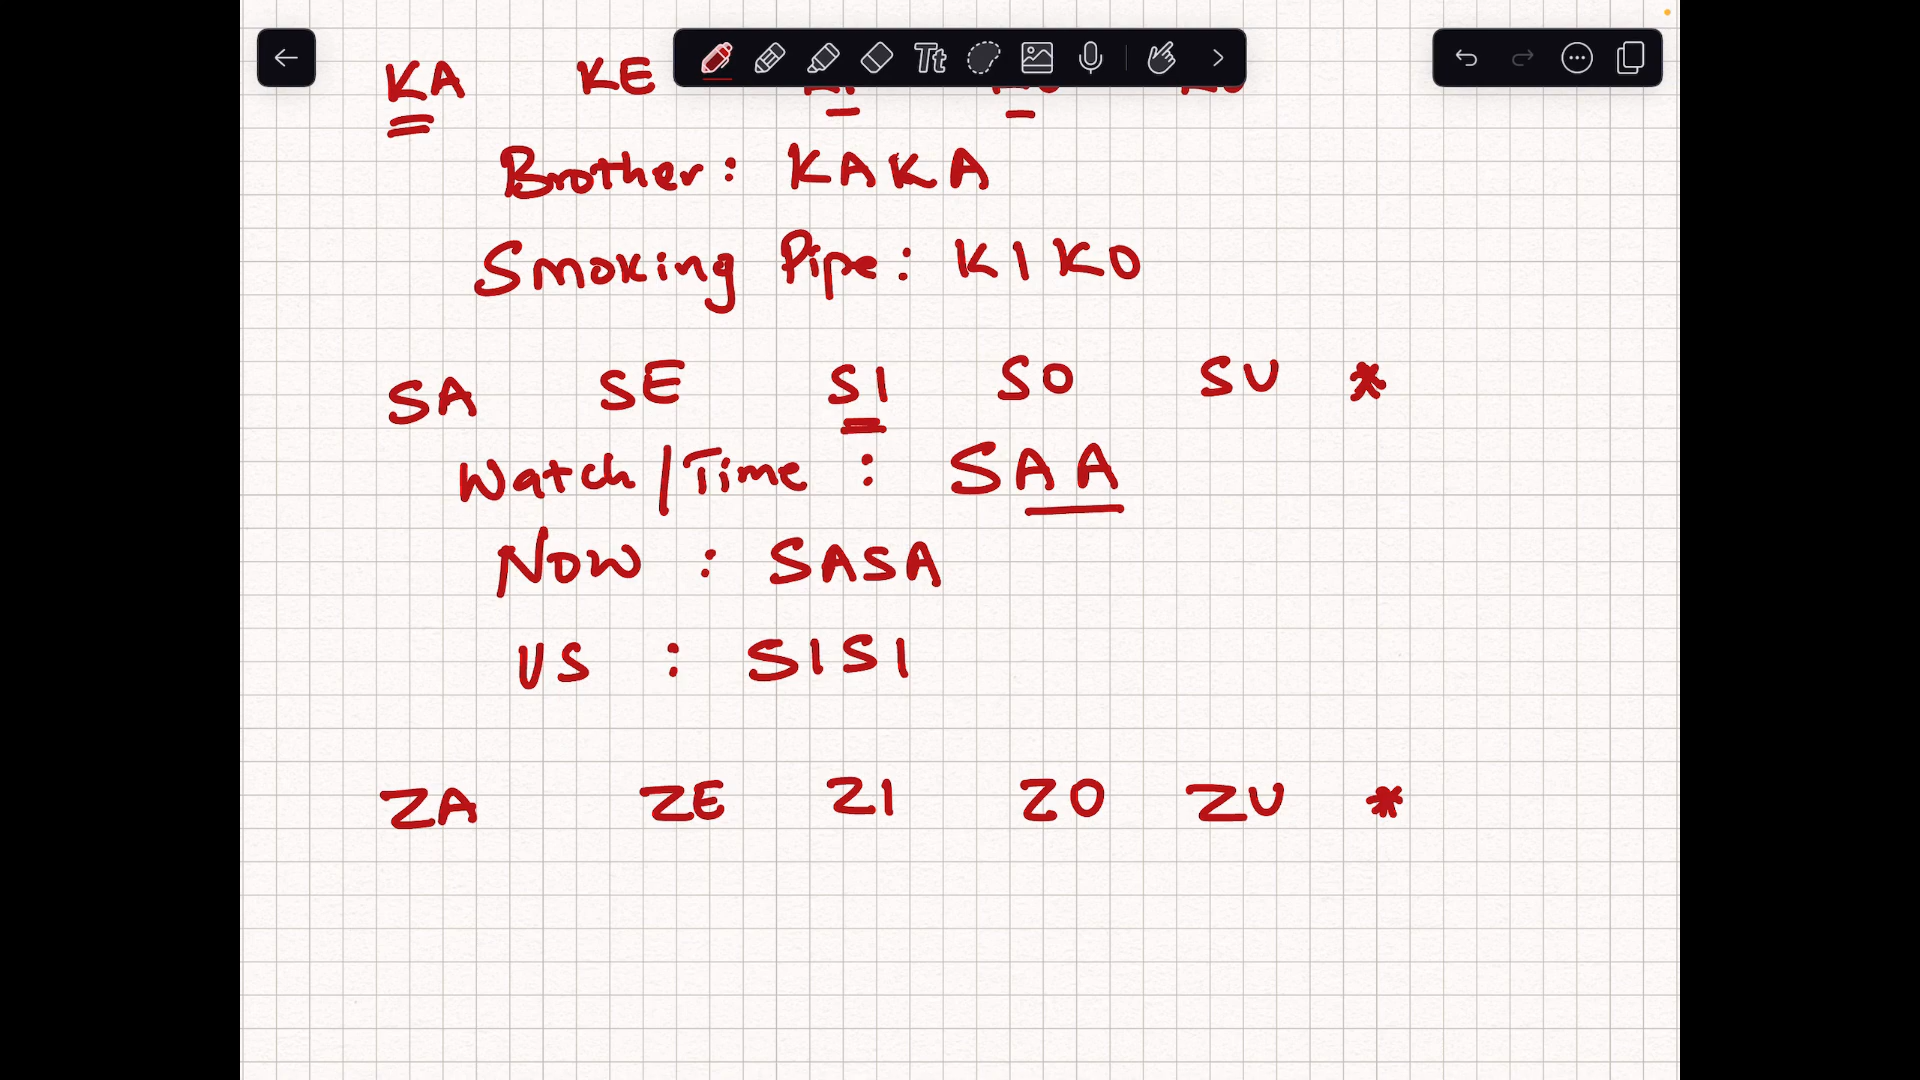 KA KE
Brother: KAKA
Smoking Pipe: KIKO
SA SE SI SO SU *
Watch/Time : SAA
Now : SASA
US : SISI
ZA ZE ZI ZO ZU *